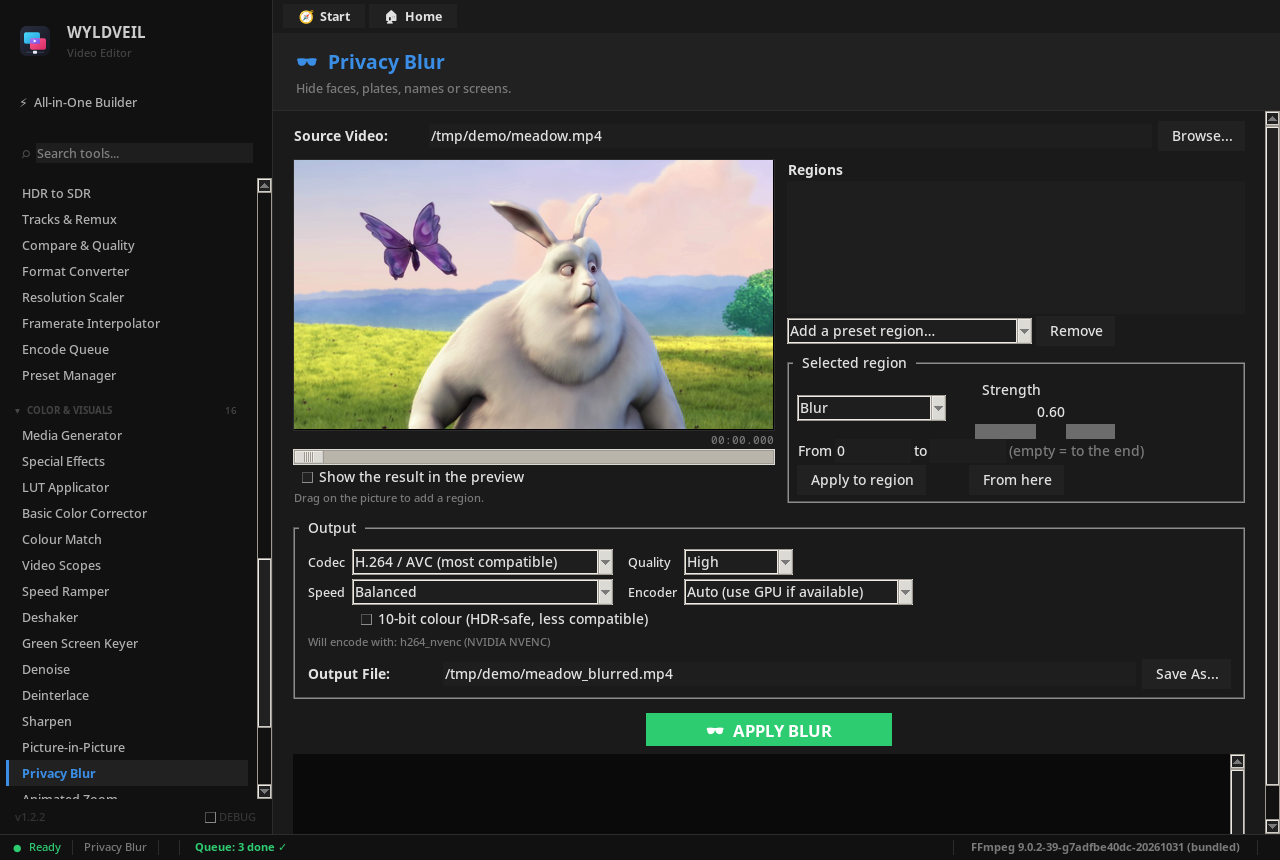 WYLDVEIL
Video Editor
⚡ All-in-One Builder
Search tools...
HDR to SDR
Tracks & Remux
Compare & Quality
Format Converter
Resolution Scaler
Framerate Interpolator
Encode Queue
Preset Manager
COLOR & VISUALS 16
Media Generator
Special Effects
LUT Applicator
Basic Color Corrector
Colour Match
Video Scopes
Speed Ramper
Deshaker
Green Screen Keyer
Denoise
Deinterlace
Sharpen
Picture-in-Picture
Privacy Blur
Animated Zoom
v1.2.2 DEBUG
Start Home
Privacy Blur
Hide faces, plates, names or screens.
Source Video: /tmp/demo/meadow.mp4 Browse...
00:00.000
Show the result in the preview
Drag on the picture to add a region.
Regions
Add a preset region... Remove
Selected region
Strength
Blur 0.60
From 0 to (empty = to the end)
Apply to region From here
Output
Codec H.264 / AVC (most compatible) Quality High
Speed Balanced Encoder Auto (use GPU if available)
10-bit colour (HDR-safe, less compatible)
Will encode with: h264_nvenc (NVIDIA NVENC)
Output File: /tmp/demo/meadow_blurred.mp4 Save As...
APPLY BLUR
Ready Privacy Blur Queue: 3 done ✓ FFmpeg 9.0.2-39-g7adfbe40dc-20261031 (bundled)